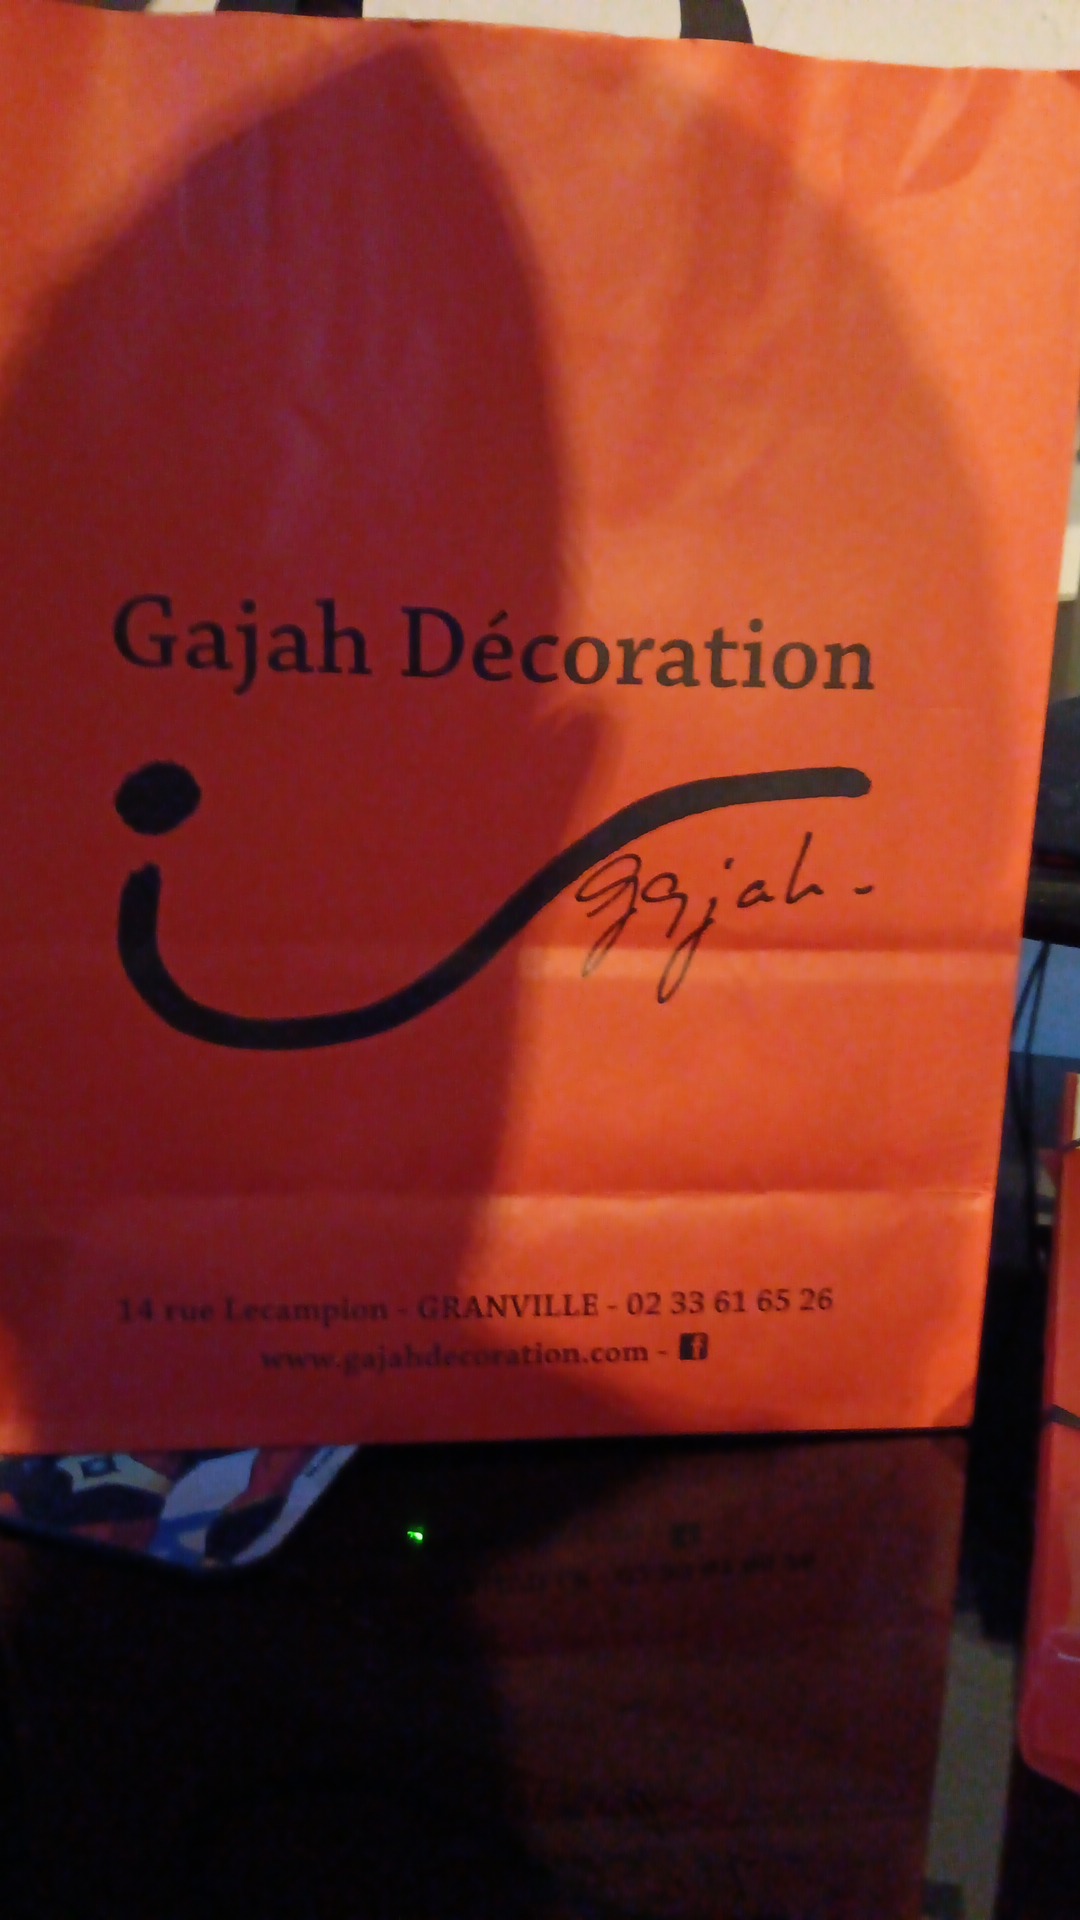 Gajah Décoration
gajah.
14 rue Lecampion - GRANVILLE - 02 33 61 65 26
www.gajahdecoration.com - f